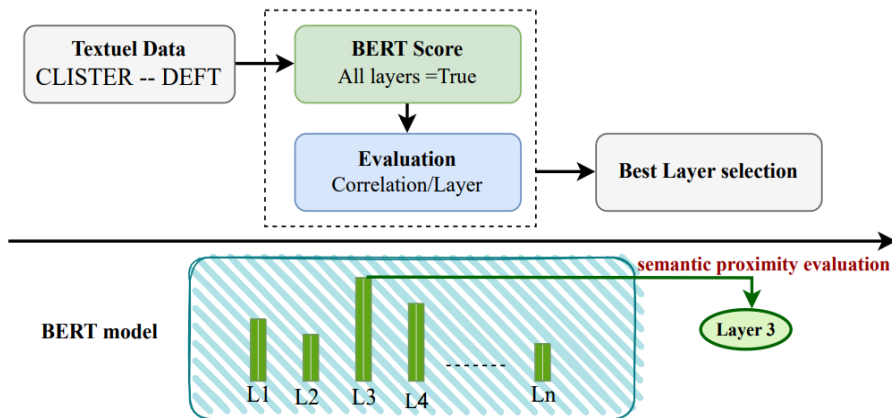 Textuel Data
CLISTER -- DEFT
BERT Score
All layers =True
Evaluation
Correlation/Layer
Best Layer selection
semantic proximity evaluation
BERT model
Layer 3
L1 L2 L3 L4 Ln